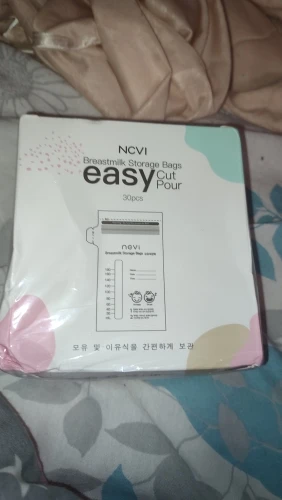 NCVI
Breastmilk Storage Bags
easy Cut
Pour
30pcs
ncvi
Breastmilk Storage Bags
모유 및 이유식을 간편하게 보관